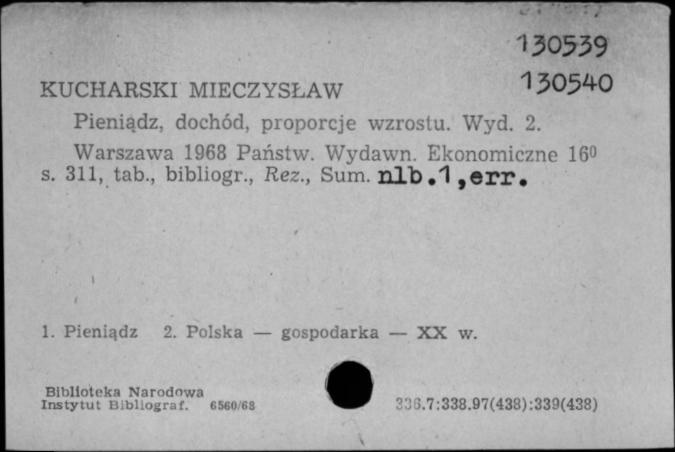 130539
130540
KUCHARSKI MIECZYSŁAW
Pieniądz, dochód, proporcje wzrostu. Wyd. 2.
Warszawa 1968 Państw. Wydawn. Ekonomiczne 16⁰
s. 311, tab., bibliogr., Rez., Sum. nlb.1,err.
1. Pieniądz 2. Polska — gospodarka — XX w.
Biblioteka Narodowa
Instytut Bibliograf. 6560/68
336.7:338.97(438):339(438)